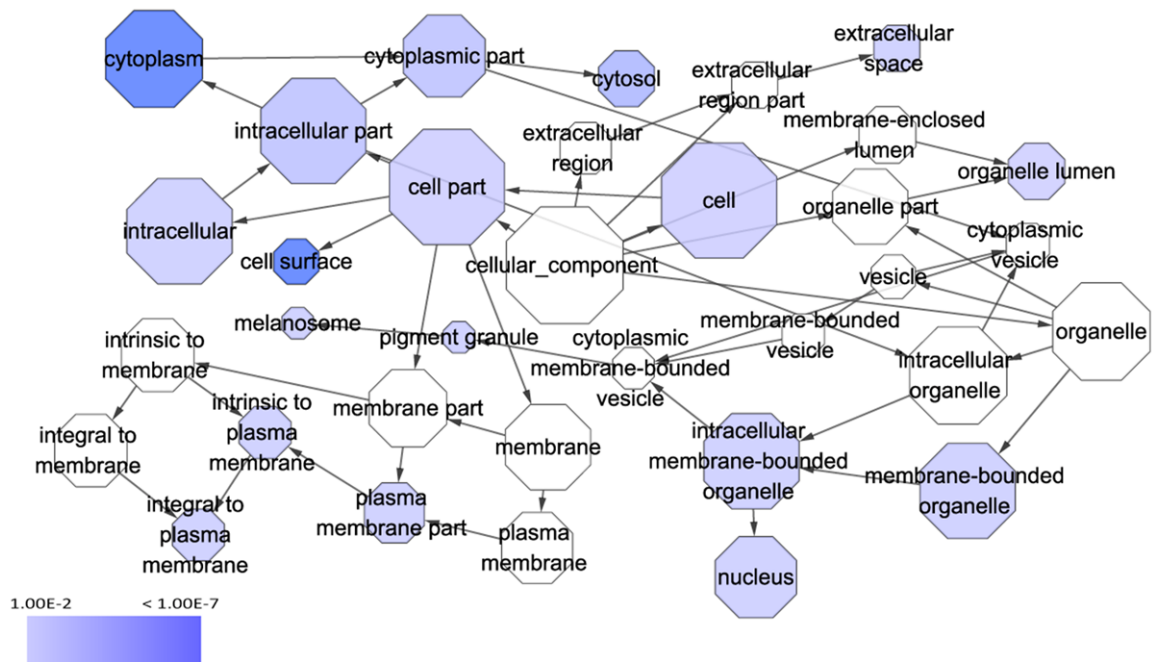 extracellular
space
cytoplasm
cytoplasmic part
cytosol
extracellular
region part
intracellular part
extracellular
region
membrane-enclosed
lumen
organelle lumen
cell part
cell
organelle part
intracellular
cell surface
cellular_component
cytoplasmic
vesicle
vesicle
melanosome
pigment granule
membrane-bounded
vesicle
organelle
intrinsic to
membrane
cytoplasmic
membrane-bounded
vesicle
intracellular
organelle
membrane part
intrinsic to
plasma
membrane
integral to
membrane
membrane
intracellular
membrane-bounded
organelle
membrane-bounded
organelle
integral to
plasma
membrane
plasma
membrane part
plasma
membrane
nucleus
1.00E-2
< 1.00E-7